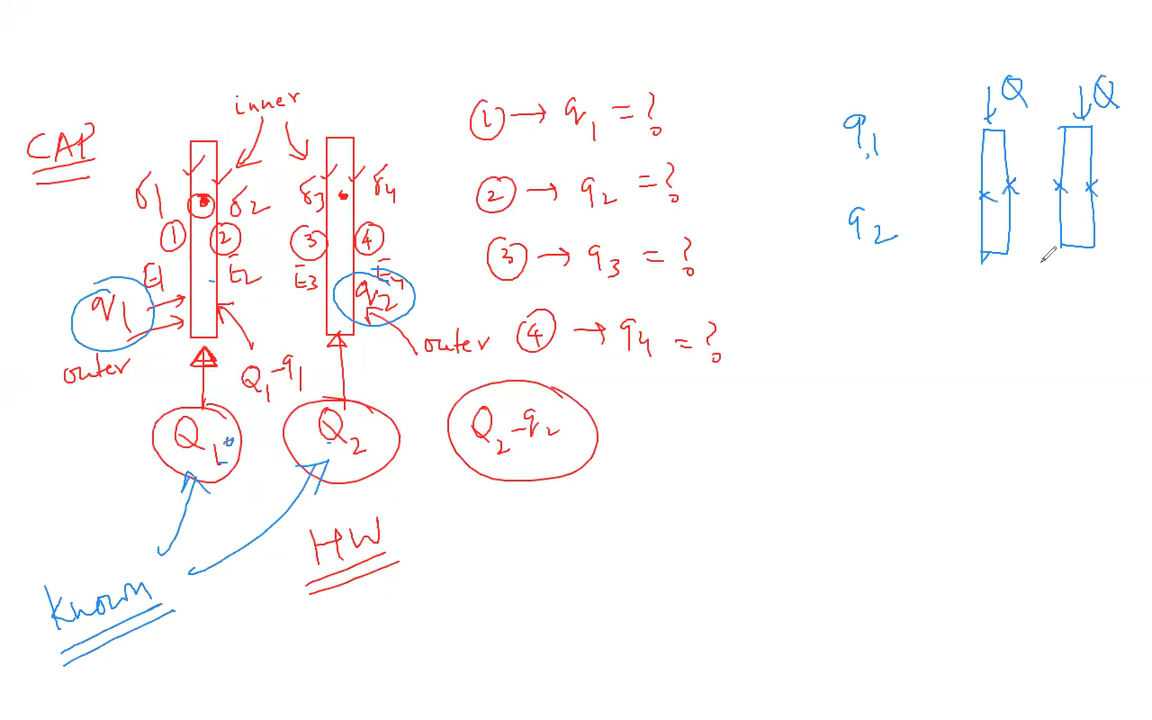 CAP
inner
σ1
σ2
σ3
σ4
① ② ③ ④
E1 E2 E3 E4
q1
q2
outer
outer
Q1-q1
Q1
Q2
Q2-q2
HW
Known
① → q1 = ?
② → q2 = ?
③ → q3 = ?
④ → q4 = ?
q1
q2
Q Q